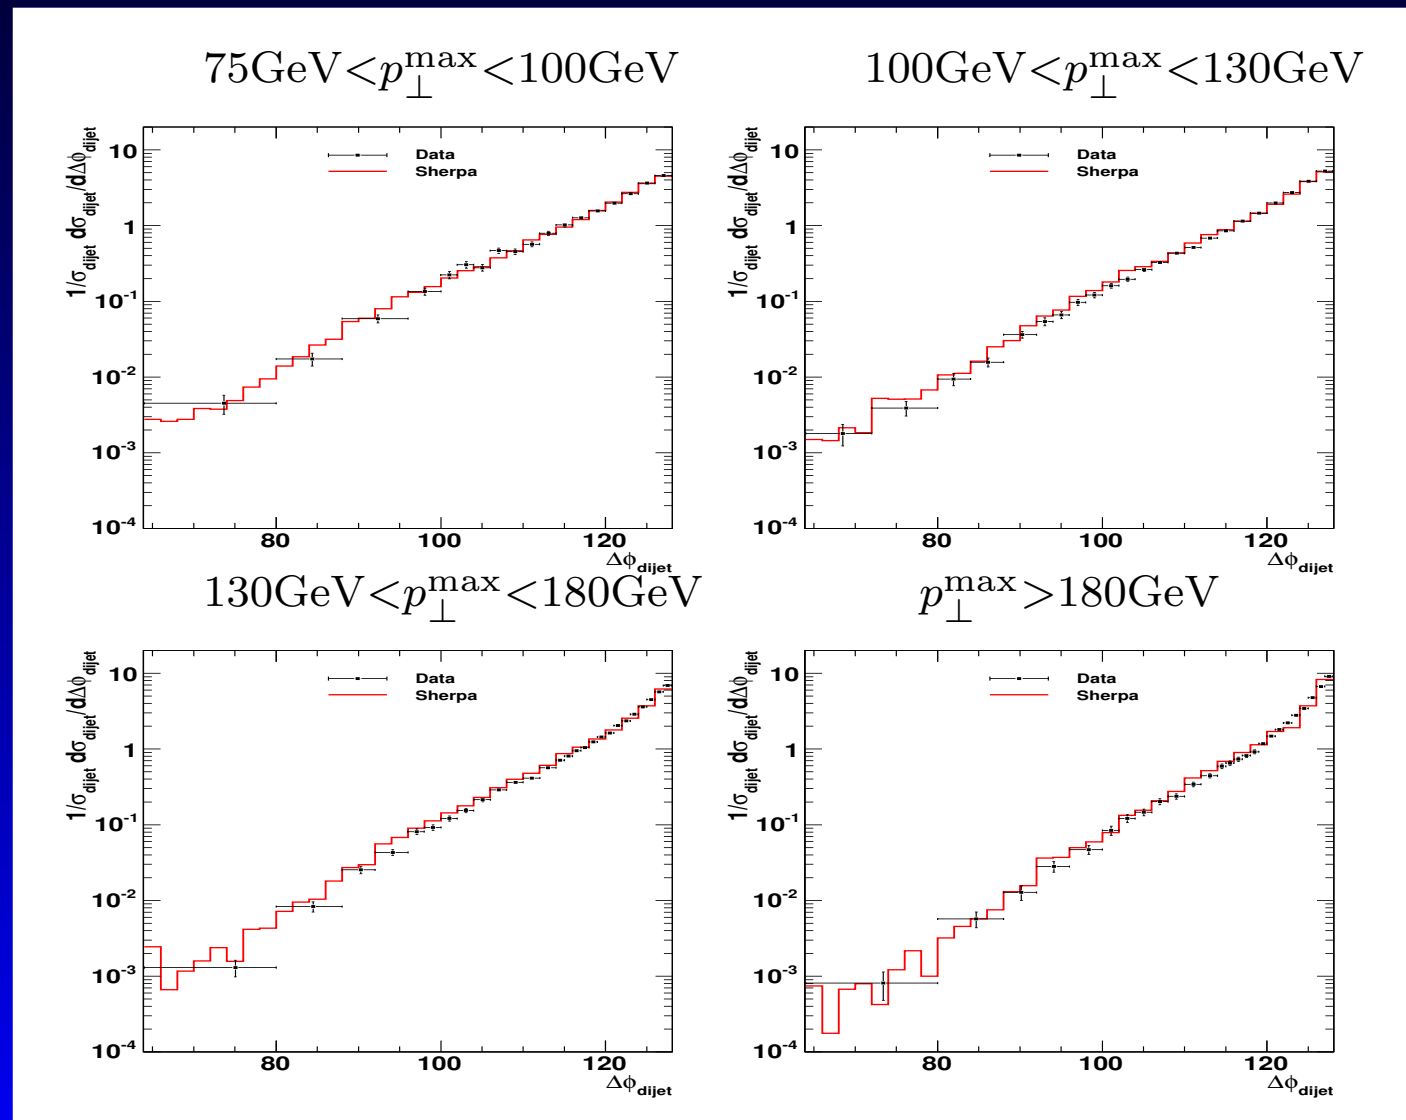 75GeV<p⊥max<100GeV
1/σdijet dσdijet/dΔϕdijet
10
1
10-1
10-2
10-3
10-4
Data
Sherpa
80 100 120
Δϕdijet
100GeV<p⊥max<130GeV
1/σdijet dσdijet/dΔϕdijet
10
1
10-1
10-2
10-3
10-4
Data
Sherpa
80 100 120
Δϕdijet
130GeV<p⊥max<180GeV
1/σdijet dσdijet/dΔϕdijet
10
1
10-1
10-2
10-3
10-4
Data
Sherpa
80 100 120
Δϕdijet
p⊥max>180GeV
1/σdijet dσdijet/dΔϕdijet
10
1
10-1
10-2
10-3
10-4
Data
Sherpa
80 100 120
Δϕdijet